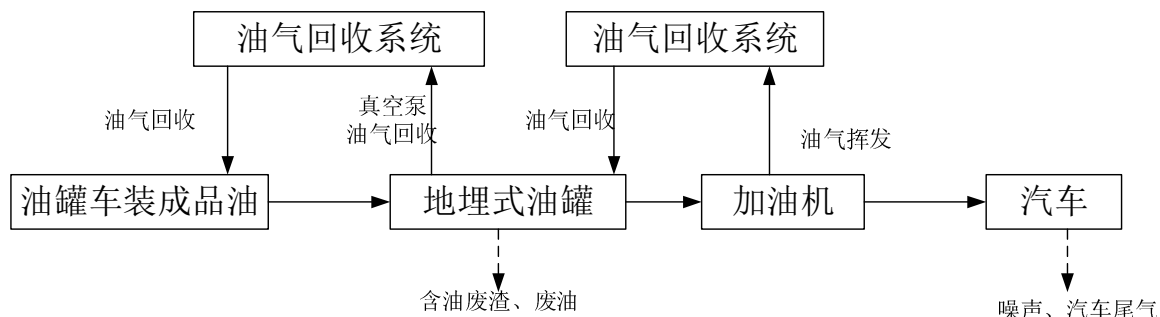 油气回收系统
油气回收系统
油气回收
真空泵
油气回收
油气回收
油气挥发
油罐车装成品油
地埋式油罐
加油机
汽车
含油废渣、废油
噪声、汽车尾气